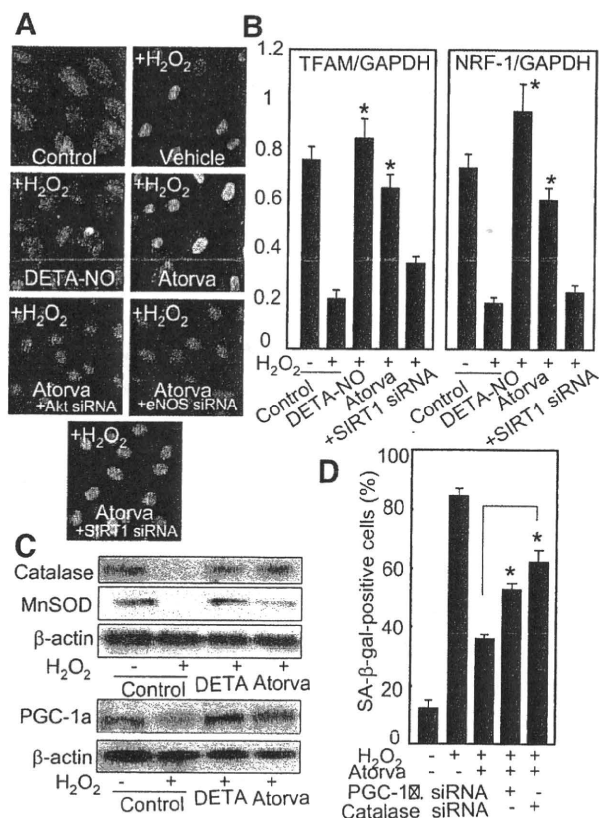 A
Control
+H2O2
Vehicle
+H2O2
DETA-NO
+H2O2
Atorva
+H2O2
Atorva
+Akt siRNA
+H2O2
Atorva
+eNOS siRNA
+H2O2
Atorva
+SIRT1 siRNA
B
1.2
1
0.8
0.6
0.4
0.2
0
TFAM/GAPDH
* *
NRF-1/GAPDH
* *
H2O2 - + + + + - + + + +
Control
DETA-NO
Atorva
+SIRT1 siRNA
Control
DETA-NO
Atorva
+SIRT1 siRNA
C
Catalase
MnSOD
β-actin
H2O2 - + + +
Control DETA Atorva
PGC-1a
β-actin
H2O2 - + + +
Control DETA Atorva
D
SA-β-gal-positive cells (%)
80
60
40
20
0
* *
H2O2 - + + + +
Atorva - - + + +
PGC-1. siRNA + -
Catalase siRNA - +